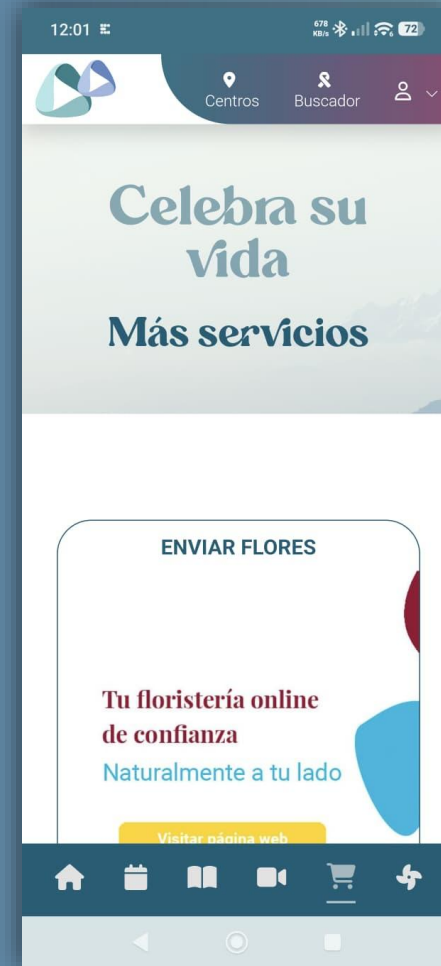 12:01
678
KB/s
72
Centros
Buscador
Celebra su
vida
Más servicios
ENVIAR FLORES
Tu floristería online
de confianza
Naturalmente a tu lado
Visitar página web